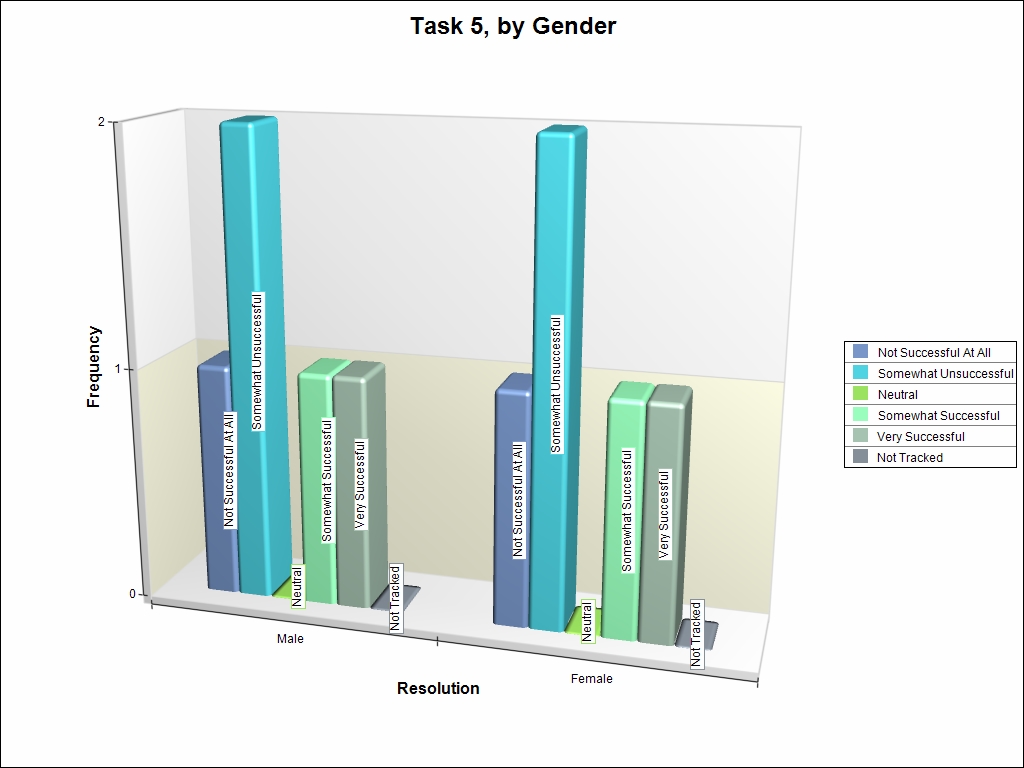 Task 5, by Gender
Frequency
2
1
0
Not Successful At All
Somewhat Unsuccessful
Neutral
Somewhat Successful
Very Successful
Not Tracked
Not Successful At All
Somewhat Unsuccessful
Neutral
Somewhat Successful
Very Successful
Not Tracked
Male
Female
Resolution
Not Successful At All
Somewhat Unsuccessful
Neutral
Somewhat Successful
Very Successful
Not Tracked